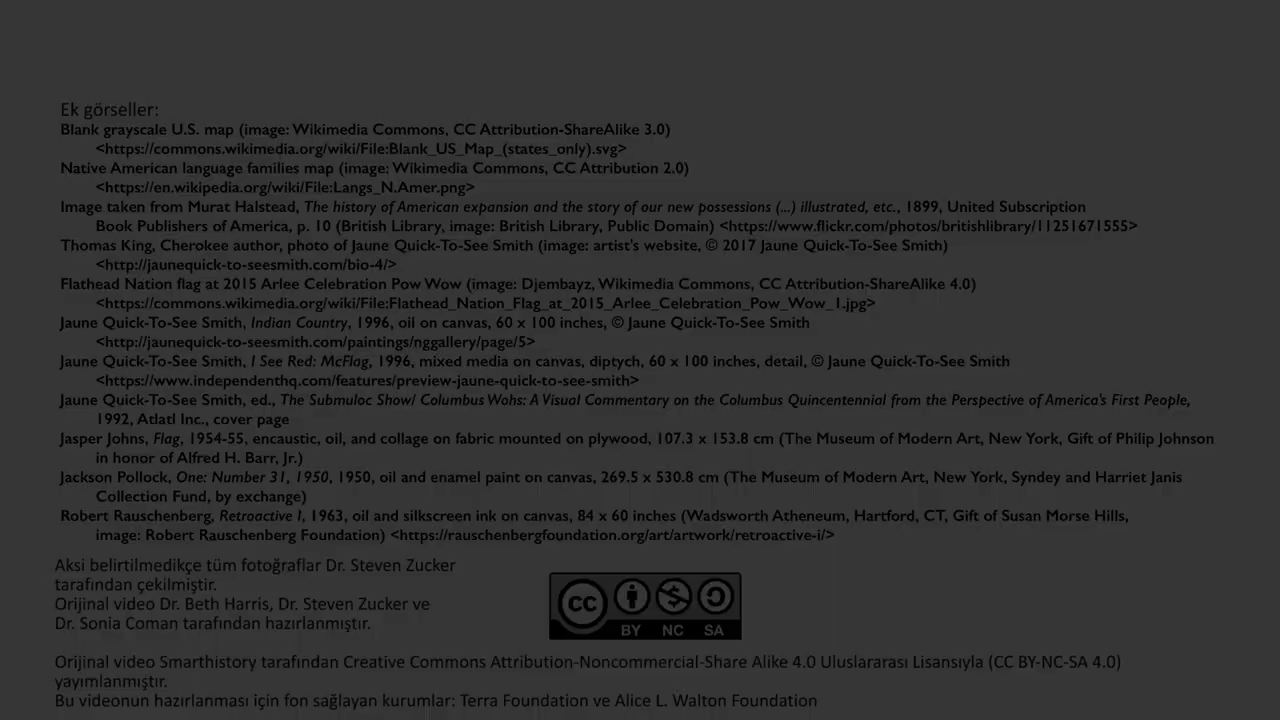 Ek görseller:
Blank grayscale U.S. map (image: Wikimedia Commons, CC Attribution-ShareAlike 3.0)
<https://commons.wikimedia.org/wiki/File:Blank_US_Map_(states_only).svg>
Native American language families map (image: Wikimedia Commons, CC Attribution 2.0)
<https://en.wikipedia.org/wiki/File:Langs_N.Amer.png>
Image taken from Murat Halstead, The history of American expansion and the story of our new possessions (...) illustrated, etc., 1899, United Subscription
Book Publishers of America, p. 10 (British Library, image: British Library, Public Domain) <https://www.flickr.com/photos/britishlibrary/11251671555>
Thomas King, Cherokee author, photo of Jaune Quick-To-See Smith (image: artist's website, © 2017 Jaune Quick-To-See Smith)
<http://jaunequick-to-seesmith.com/bio-4/>
Flathead Nation flag at 2015 Arlee Celebration Pow Wow (image: Djembayz, Wikimedia Commons, CC Attribution-ShareAlike 4.0)
<https://commons.wikimedia.org/wiki/File:Flathead_Nation_Flag_at_2015_Arlee_Celebration_Pow_Wow_1.jpg>
Jaune Quick-To-See Smith, Indian Country, 1996, oil on canvas, 60 x 100 inches, © Jaune Quick-To-See Smith
<http://jaunequick-to-seesmith.com/paintings/nggallery/page/5>
Jaune Quick-To-See Smith, I See Red: McFlag, 1996, mixed media on canvas, diptych, 60 x 100 inches, detail, © Jaune Quick-To-See Smith
<https://www.independenthq.com/features/preview-jaune-quick-to-see-smith>
Jaune Quick-To-See Smith, ed., The Submuloc Show/ Columbus Wohs: A Visual Commentary on the Columbus Quincentennial from the Perspective of America's First People,
1992, Atlatl Inc., cover page
Jasper Johns, Flag, 1954-55, encaustic, oil, and collage on fabric mounted on plywood, 107.3 x 153.8 cm (The Museum of Modern Art, New York, Gift of Philip Johnson
in honor of Alfred H. Barr, Jr.)
Jackson Pollock, One: Number 31, 1950, 1950, oil and enamel paint on canvas, 269.5 x 530.8 cm (The Museum of Modern Art, New York, Syndey and Harriet Janis
Collection Fund, by exchange)
Robert Rauschenberg, Retroactive I, 1963, oil and silkscreen ink on canvas, 84 x 60 inches (Wadsworth Atheneum, Hartford, CT, Gift of Susan Morse Hills,
image: Robert Rauschenberg Foundation) <https://rauschenbergfoundation.org/art/artwork/retroactive-i/>
Aksi belirtilmedikçe tüm fotoğraflar Dr. Steven Zucker
tarafından çekilmiştir.
Orijinal video Dr. Beth Harris, Dr. Steven Zucker ve
Dr. Sonia Coman tarafından hazırlanmıştır.
cc
BY NC SA
Orijinal video Smarthistory tarafından Creative Commons Attribution-Noncommercial-Share Alike 4.0 Uluslararası Lisansıyla (CC BY-NC-SA 4.0)
yayımlanmıştır.
Bu videonun hazırlanması için fon sağlayan kurumlar: Terra Foundation ve Alice L. Walton Foundation